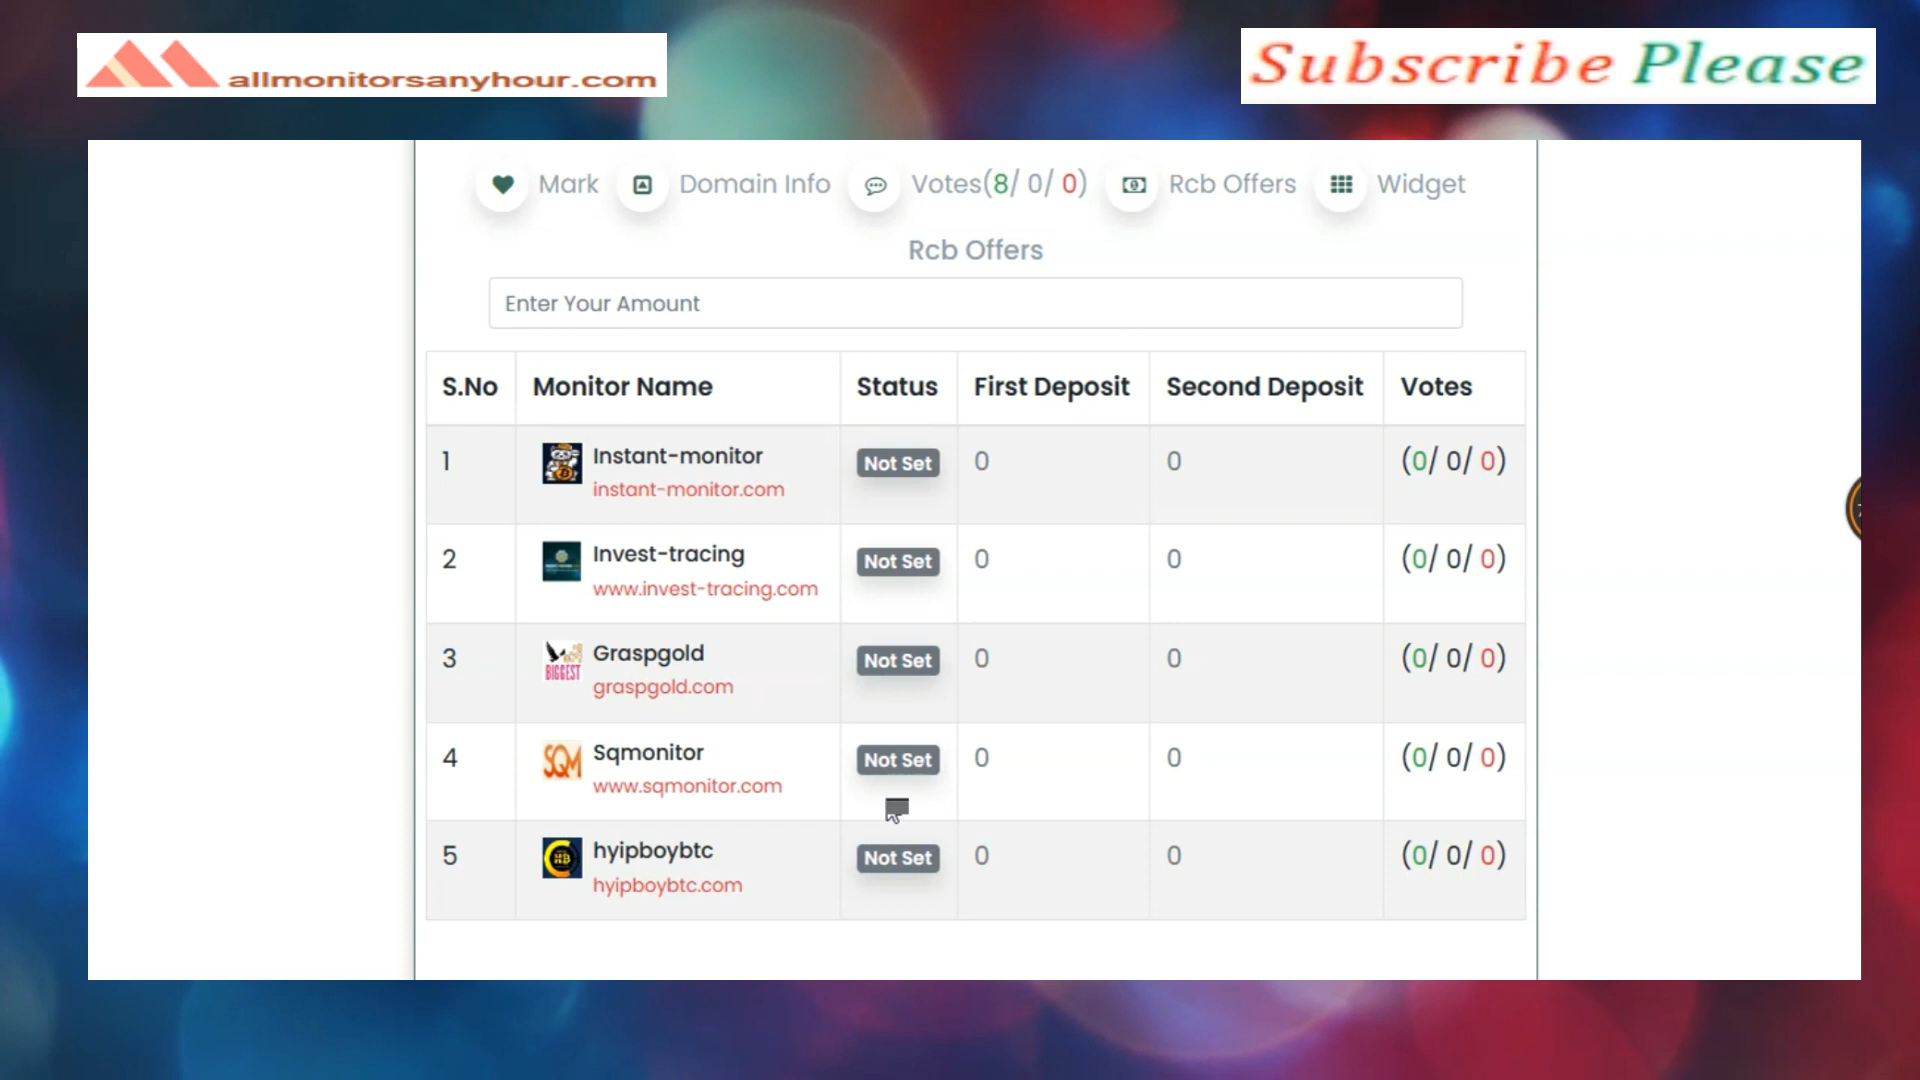 allmonitorsanyhour.com
Subscribe Please
Mark Domain Info Votes(8/ 0/ 0) Rcb Offers Widget
Rcb Offers
Enter Your Amount
S.No Monitor Name Status First Deposit Second Deposit Votes
1 Instant-monitor Not Set 0 0 (0/ 0/ 0)
instant-monitor.com
2 Invest-tracing Not Set 0 0 (0/ 0/ 0)
www.invest-tracing.com
3 BIGGEST Graspgold Not Set 0 0 (0/ 0/ 0)
graspgold.com
4 SQM Sqmonitor Not Set 0 0 (0/ 0/ 0)
www.sqmonitor.com
5 hyipboybtc Not Set 0 0 (0/ 0/ 0)
hyipboybtc.com